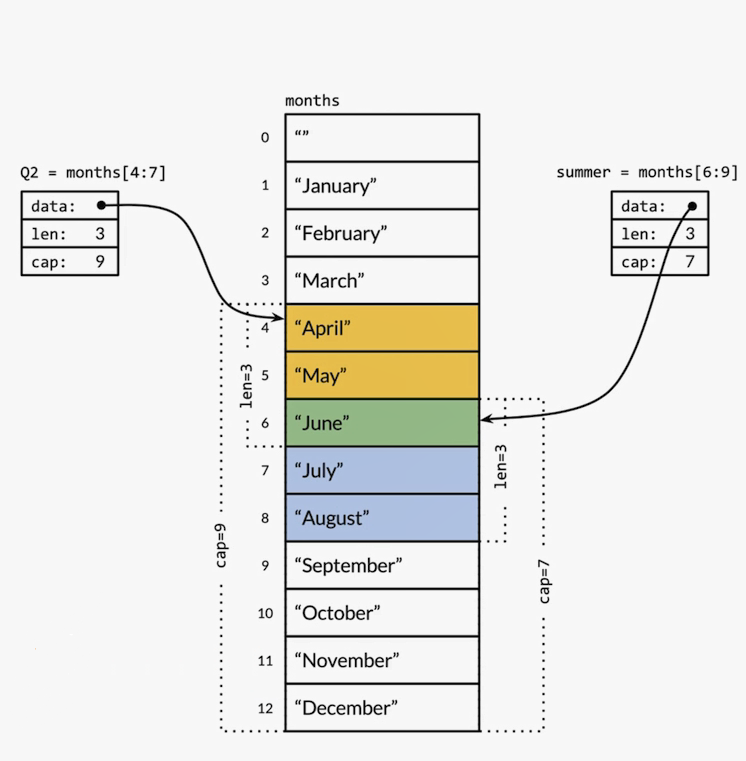 months
0 “”
Q2 = months[4:7]
data:
len: 3
cap: 9
summer = months[6:9]
data:
len: 3
cap: 7
1 “January”
2 “February”
3 “March”
4 “April”
5 “May”
6 “June”
7 “July”
8 “August”
9 “September”
10 “October”
11 “November”
12 “December”
len=3
cap=9
len=3
cap=7